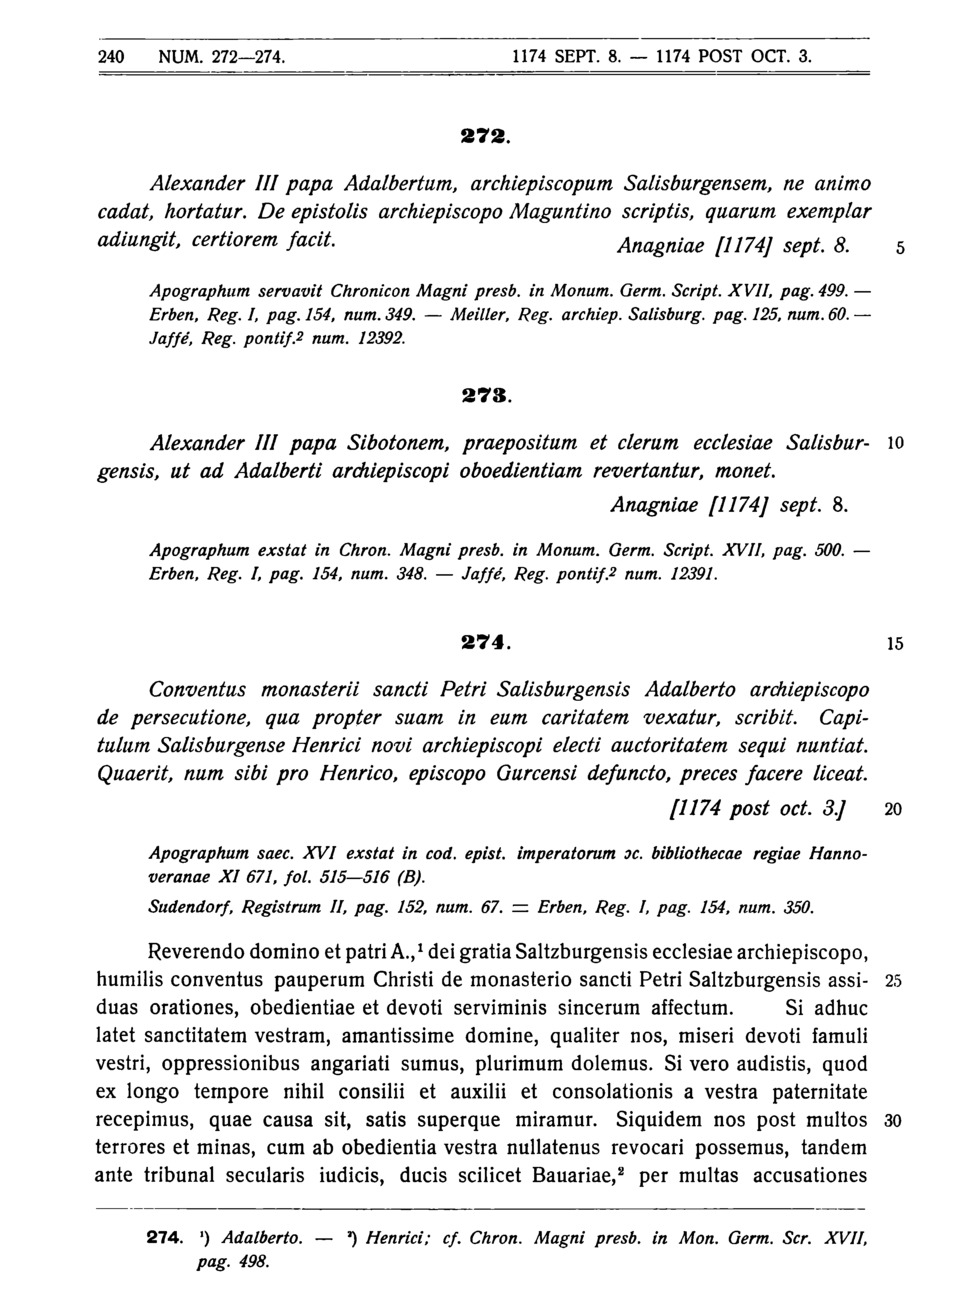 240 NUM. 272—274. 1174 SEPT. 8. — 1174 POST OCT. 3.
272.
Alexander III papa Adalbertum, archiepiscopum Salisburgensem, ne animo
cadat, hortatur. De epistolis archiepiscopo Maguntino scriptis, quarum exemplar
adiungit, certiorem facit. Anagniae [1174] sept. 8. 5
Apographum servavit Chronicon Magni presb. in Monum. Germ. Script. XVII, pag. 499. —
Erben, Reg. I, pag. 154, num. 349. — Meiller, Reg. archiep. Salisburg. pag. 125, num. 60. —
Jaffé, Reg. pontif.² num. 12392.
273.
Alexander III papa Sibotonem, praepositum et clerum ecclesiae Salisbur- 10
gensis, ut ad Adalberti archiepiscopi oboedientiam revertantur, monet.
Anagniae [1174] sept. 8.
Apographum exstat in Chron. Magni presb. in Monum. Germ. Script. XVII, pag. 500. —
Erben, Reg. I, pag. 154, num. 348. — Jaffé, Reg. pontif.² num. 12391.
274. 15
Conventus monasterii sancti Petri Salisburgensis Adalberto archiepiscopo
de persecutione, qua propter suam in eum caritatem vexatur, scribit. Capi-
tulum Salisburgense Henrici novi archiepiscopi electi auctoritatem sequi nuntiat.
Quaerit, num sibi pro Henrico, episcopo Gurcensi defuncto, preces facere liceat.
[1174 post oct. 3.] 20
Apographum saec. XVI exstat in cod. epist. imperatorum ɔc. bibliothecae regiae Hanno-
veranae XI 671, fol. 515—516 (B).
Sudendorf, Registrum II, pag. 152, num. 67. = Erben, Reg. I, pag. 154, num. 350.
Reverendo domino et patri A.,¹ dei gratia Saltzburgensis ecclesiae archiepiscopo,
humilis conventus pauperum Christi de monasterio sancti Petri Saltzburgensis assi- 25
duas orationes, obedientiae et devoti serviminis sincerum affectum. Si adhuc
latet sanctitatem vestram, amantissime domine, qualiter nos, miseri devoti famuli
vestri, oppressionibus angariati sumus, plurimum dolemus. Si vero audistis, quod
ex longo tempore nihil consilii et auxilii et consolationis a vestra paternitate
recepimus, quae causa sit, satis superque miramur. Siquidem nos post multos 30
terrores et minas, cum ab obedientia vestra nullatenus revocari possemus, tandem
ante tribunal secularis iudicis, ducis scilicet Bauariae,² per multas accusationes
274. ¹) Adalberto. — ²) Henrici; cf. Chron. Magni presb. in Mon. Germ. Scr. XVII,
pag. 498.